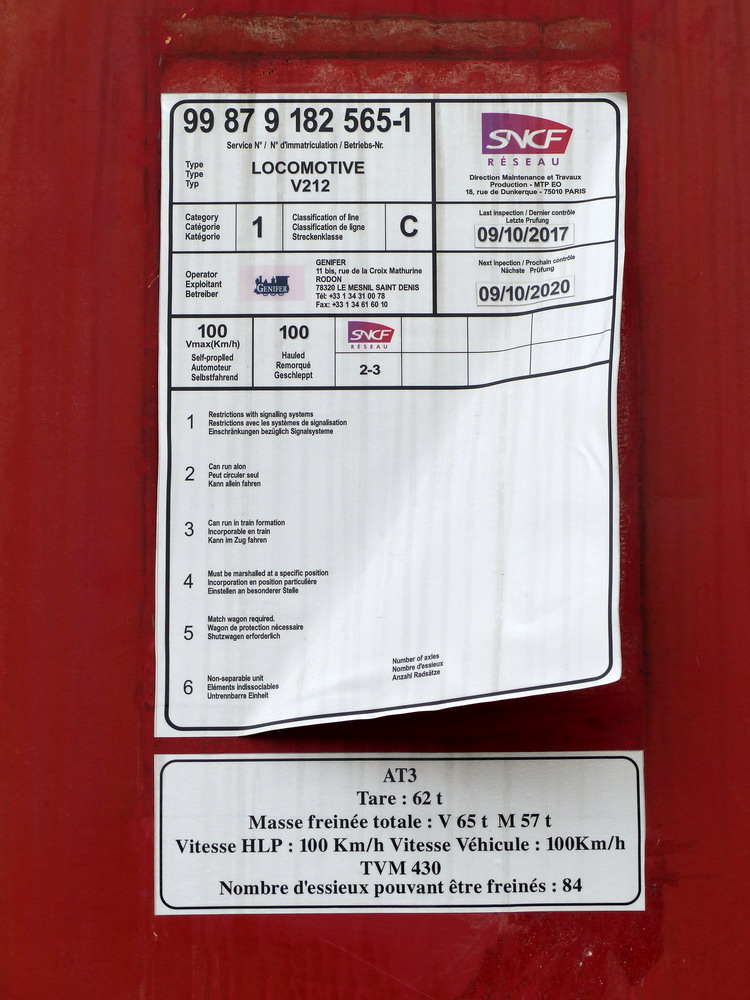 99 87 9 182 565-1
Service N° / N° d'immatriculation / Betriebs-Nr.
Type
Type
Typ
LOCOMOTIVE
V212
SNCF
RÉSEAU
Direction Maintenance et Travaux
Production - MTP EO
18, rue de Dunkerque - 75010 PARIS
Category
Catégorie
Katégorie
1
Classification of line
Classification de ligne
Streckenklasse
C
Last inspection / Dernier contrôle
Letzte Prufung
09/10/2017
Operator
Exploitant
Betreiber
GENIFER
GENIFER
11 bis, rue de la Croix Mathurine
RODON
78320 LE MESNIL SAINT DENIS
Tél: +33 1 34 31 00 78
Fax: +33 1 34 61 60 10
Next inpection / Prochain contrôle
Nächste Prüfung
09/10/2020
100
Vmax(Km/h)
Self-proplled
Automoteur
Selbstfahrend
100
Hauled
Remorqué
Geschleppt
SNCF
RÉSEAU
2-3
1
Restrictions with signalling systems
Restrictions avec les systèmes de signalisation
Einschränkungen bezüglich Signalsysteme
2
Can run alon
Peut circuler seul
Kann allein fahren
3
Can run in train formation
Incorporable en train
Kann im Zug fahren
4
Must be marshalled at a specific position
Incorporation en position particulière
Einstellen an besonderer Stelle
5
Match wagon required.
Wagon de protection nécessaire
Shutzwagen erforderlich
6
Non-separable unit
Eléments indissociables
Untrennbarre Einheit
Number of axles
Nombre d'essieux
Anzahl Radsätze
AT3
Tare : 62 t
Masse freinée totale : V 65 t M 57 t
Vitesse HLP : 100 Km/h Vitesse Véhicule : 100Km/h
TVM 430
Nombre d'essieux pouvant être freinés : 84